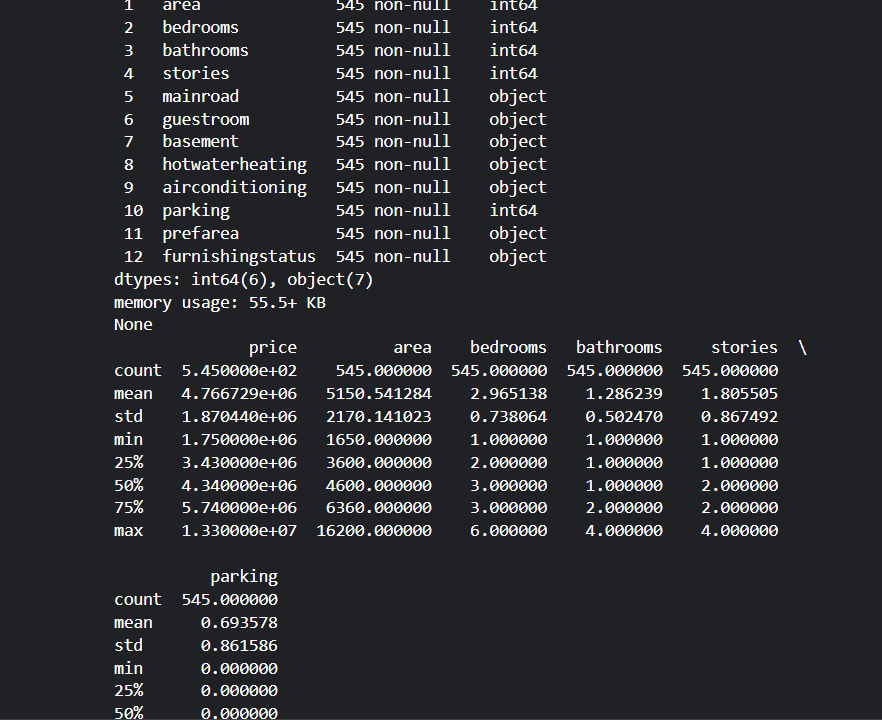 1 area 545 non-null int64
2 bedrooms 545 non-null int64
3 bathrooms 545 non-null int64
4 stories 545 non-null int64
5 mainroad 545 non-null object
6 guestroom 545 non-null object
7 basement 545 non-null object
8 hotwaterheating 545 non-null object
9 airconditioning 545 non-null object
10 parking 545 non-null int64
11 prefarea 545 non-null object
12 furnishingstatus 545 non-null object
dtypes: int64(6), object(7)
memory usage: 55.5+ KB
None
price area bedrooms bathrooms stories \
count 5.450000e+02 545.000000 545.000000 545.000000 545.000000
mean 4.766729e+06 5150.541284 2.965138 1.286239 1.805505
std 1.870440e+06 2170.141023 0.738064 0.502470 0.867492
min 1.750000e+06 1650.000000 1.000000 1.000000 1.000000
25% 3.430000e+06 3600.000000 2.000000 1.000000 1.000000
50% 4.340000e+06 4600.000000 3.000000 1.000000 2.000000
75% 5.740000e+06 6360.000000 3.000000 2.000000 2.000000
max 1.330000e+07 16200.000000 6.000000 4.000000 4.000000
parking
count 545.000000
mean 0.693578
std 0.861586
min 0.000000
25% 0.000000
50% 0.000000